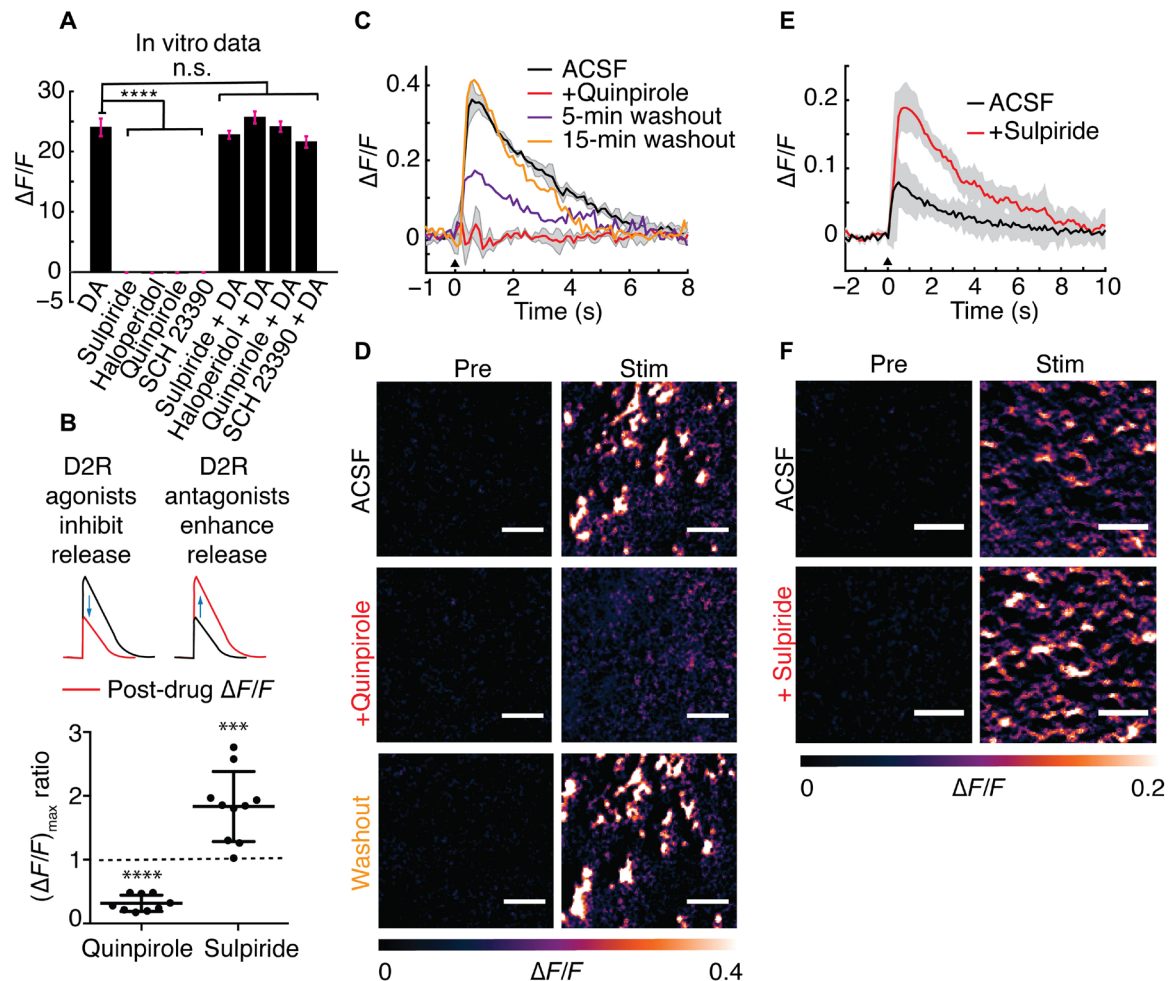 A
In vitro data
n.s.
****
30
20
10
0
−5
ΔF/F
DA
Sulpiride
Haloperidol
Quinpirole
SCH 23390
Sulpiride + DA
Haloperidol + DA
Quinpirole + DA
SCH 23390 + DA
B
D2R
agonists
inhibit
release
D2R
antagonists
enhance
release
Post-drug ΔF/F
3
2
1
0
(ΔF/F)max ratio
****
***
Quinpirole
Sulpiride
C
0.4
0.2
0
ΔF/F
ACSF
+Quinpirole
5-min washout
15-min washout
−1 0 2 4 6 8
Time (s)
D
Pre
Stim
ACSF
+Quinpirole
Washout
0
ΔF/F
0.4
E
0.2
0.1
0
ΔF/F
ACSF
+Sulpiride
−2 0 2 4 6 8 10
Time (s)
F
Pre
Stim
ACSF
+ Sulpiride
0
ΔF/F
0.2